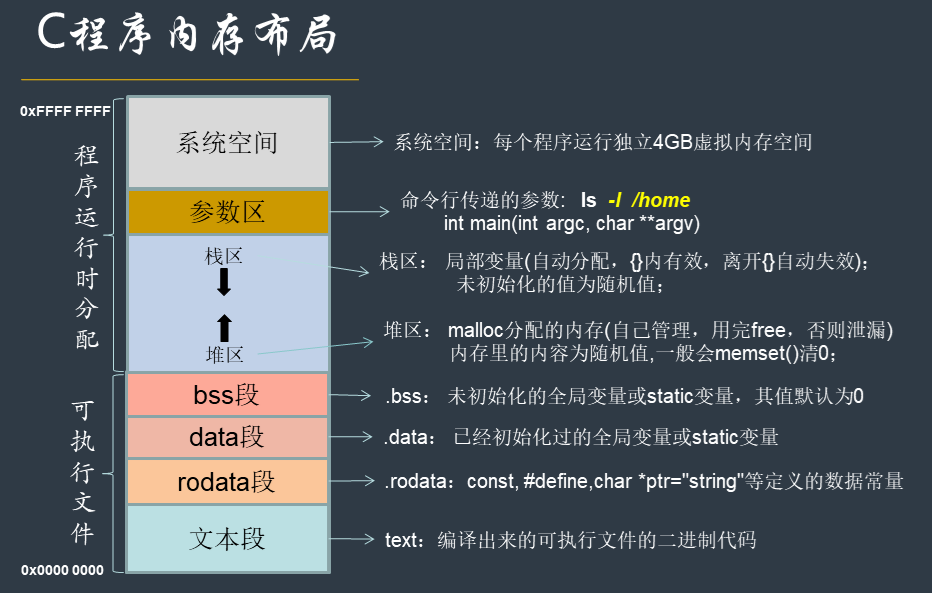 C程序内存布局
0xFFFF FFFF
程序运行时分配
系统空间
系统空间：每个程序运行独立4GB虚拟内存空间
参数区
命令行传递的参数: ls -l /home
int main(int argc, char **argv)
栈区
栈区： 局部变量(自动分配，{}内有效，离开{}自动失效)；
未初始化的值为随机值；
堆区
堆区： malloc分配的内存(自己管理，用完free，否则泄漏)
内存里的内容为随机值,一般会memset()清0；
可执行文件
bss段
.bss： 未初始化的全局变量或static变量，其值默认为0
data段
.data： 已经初始化过的全局变量或static变量
rodata段
.rodata：const, #define,char *ptr="string"等定义的数据常量
文本段
text：编译出来的可执行文件的二进制代码
0x0000 0000